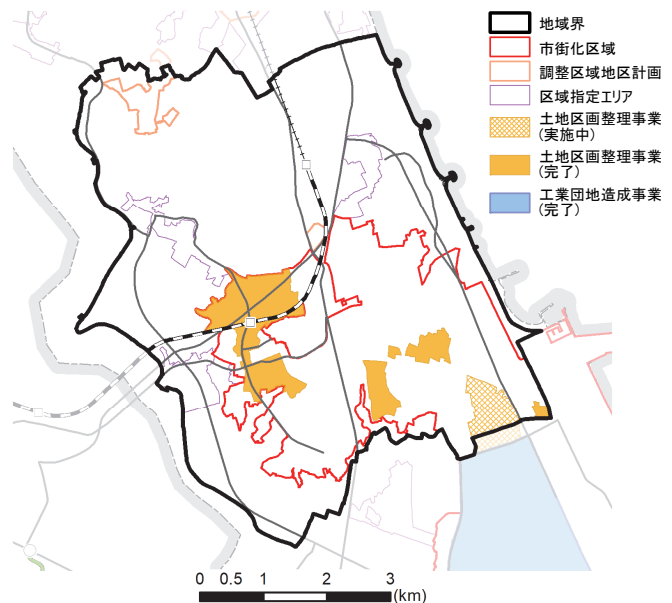 地域界
市街化区域
調整区域地区計画
区域指定エリア
土地区画整理事業
(実施中)
土地区画整理事業
(完了)
工業団地造成事業
(完了)
0 0.5 1 2 3
(km)